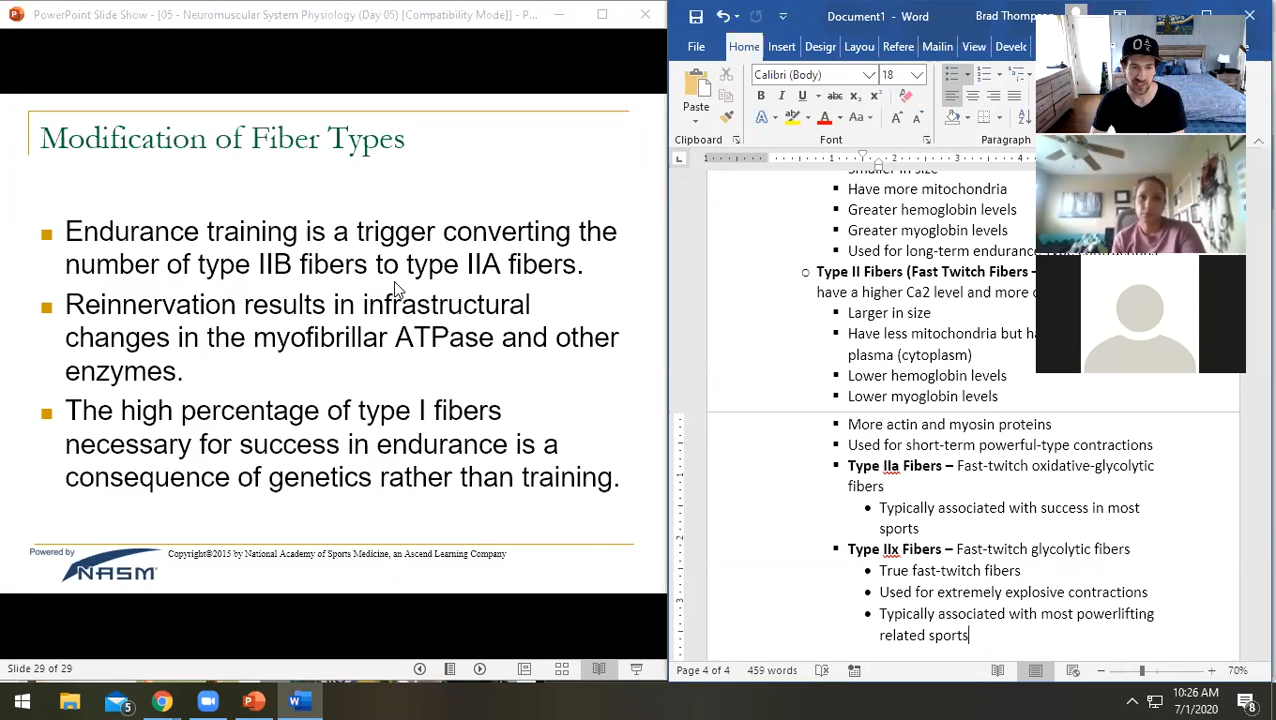 PowerPoint Slide Show - [05 - Neuromuscular System Physiology (Day 05) [Compatibility Mode]] - P...
Modification of Fiber Types
Endurance training is a trigger converting the
number of type IIB fibers to type IIA fibers.
Reinnervation results in infrastructural
changes in the myofibrillar ATPase and other
enzymes.
The high percentage of type I fibers
necessary for success in endurance is a
consequence of genetics rather than training.
Powered by
NASM
Copyright©2015 by National Academy of Sports Medicine, an Ascend Learning Company
Slide 29 of 29
Document1 - Word
Brad Thompson
File Home Insert Desigr Layou Refere Mailin Review View Develk
Calibri (Body) 18
Paste
Clipboard Font Paragraph
Smaller in size
Have more mitochondria
Greater hemoglobin levels
Greater myoglobin levels
Used for long-term endurance
Type II Fibers (Fast Twitch Fibers –
have a higher Ca2 level and more
Larger in size
Have less mitochondria but
plasma (cytoplasm)
Lower hemoglobin levels
Lower myoglobin levels
More actin and myosin proteins
Used for short-term powerful-type contractions
Type IIa Fibers – Fast-twitch oxidative-glycolytic
fibers
Typically associated with success in most
sports
Type IIx Fibers – Fast-twitch glycolytic fibers
True fast-twitch fibers
Used for extremely explosive contractions
Typically associated with most powerlifting
related sports
Page 4 of 4 459 words 70%
10:26 AM
7/1/2020